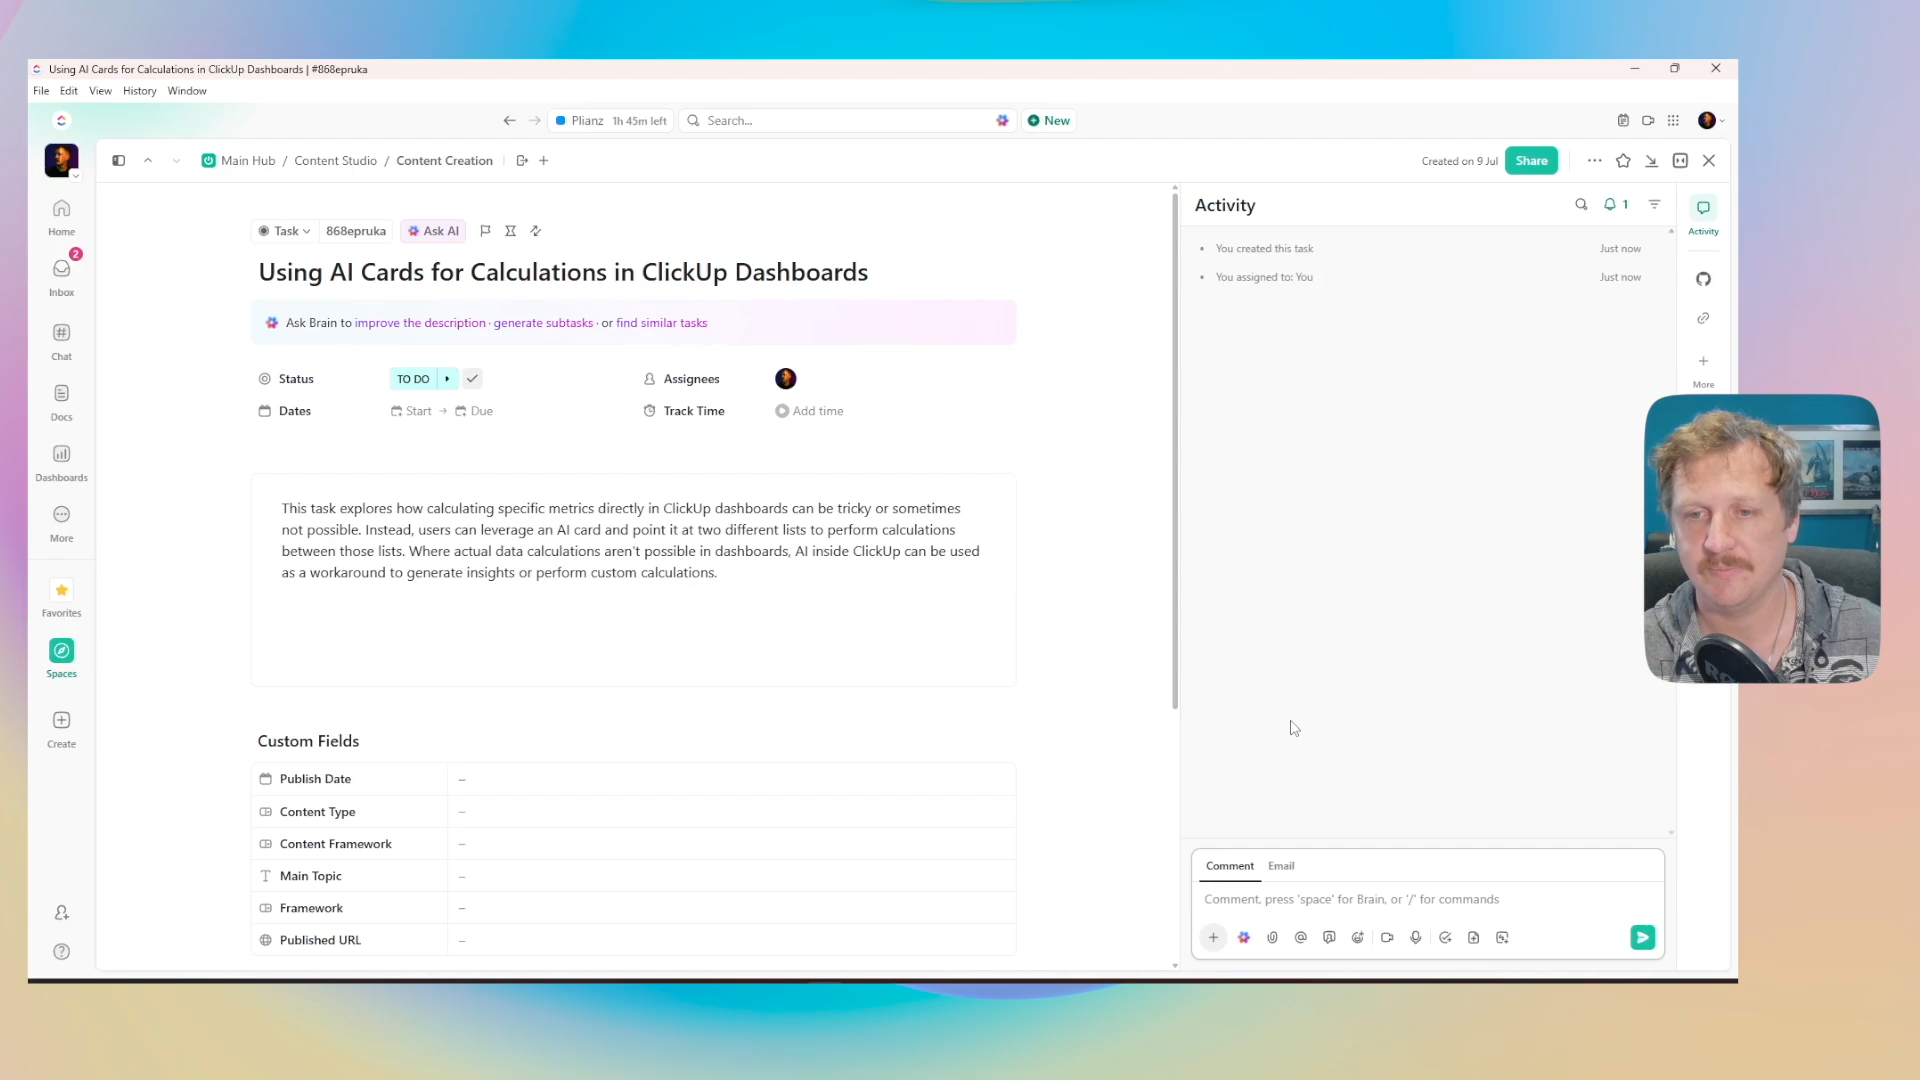 Using AI Cards for Calculations in ClickUp Dashboards | #868epruka
File Edit View History Window
Plianz 1h 45m left Search... New
Main Hub / Content Studio / Content Creation
Created on 9 Jul Share
Home
2
Inbox
Chat
Docs
Dashboards
More
Favorites
Spaces
Create
Task 868epruka Ask AI
Using AI Cards for Calculations in ClickUp Dashboards
Ask Brain to improve the description · generate subtasks · or find similar tasks
Status TO DO Assignees
Dates Start → Due Track Time Add time
This task explores how calculating specific metrics directly in ClickUp dashboards can be tricky or sometimes
not possible. Instead, users can leverage an AI card and point it at two different lists to perform calculations
between those lists. Where actual data calculations aren't possible in dashboards, AI inside ClickUp can be used
as a workaround to generate insights or perform custom calculations.
Custom Fields
Publish Date –
Content Type –
Content Framework –
Main Topic –
Framework –
Published URL –
Activity 1
• You created this task Just now
• You assigned to: You Just now
Comment Email
Comment, press 'space' for Brain, or '/' for commands
Activity
More